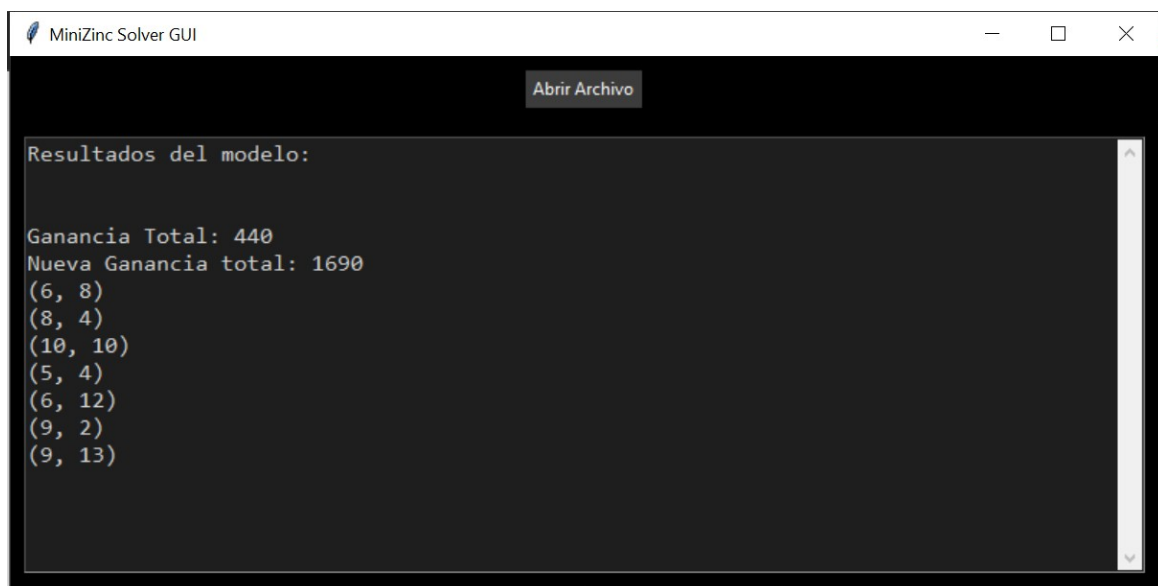 MiniZinc Solver GUI
Abrir Archivo
Resultados del modelo:
Ganancia Total: 440
Nueva Ganancia total: 1690
(6, 8)
(8, 4)
(10, 10)
(5, 4)
(6, 12)
(9, 2)
(9, 13)